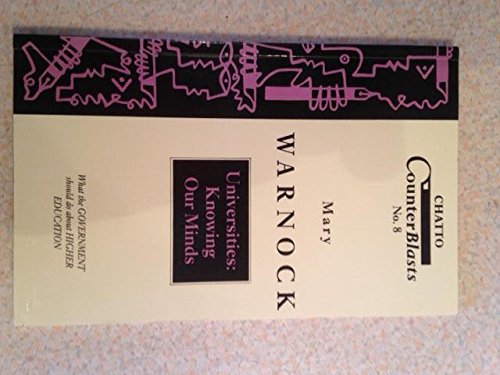 CHATTO
CounterBlasts
No. 8
Mary
WARNOCK
Universities:
Knowing
Our Minds
What the GOVERNMENT
should do about HIGHER
EDUCATION